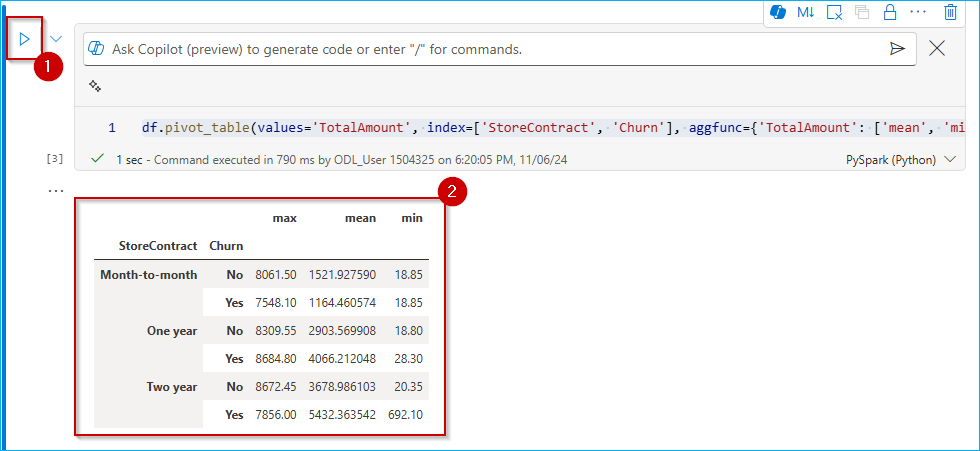 M↓
1
Ask Copilot (preview) to generate code or enter "/" for commands.
1 df.pivot_table(values='TotalAmount', index=['StoreContract', 'Churn'], aggfunc={'TotalAmount': ['mean', 'mi
[3] 1 sec - Command executed in 790 ms by ODL_User 1504325 on 6:20:05 PM, 11/06/24 PySpark (Python)
2
max mean min
StoreContract Churn
Month-to-month No 8061.50 1521.927590 18.85
Yes 7548.10 1164.460574 18.85
One year No 8309.55 2903.569908 18.80
Yes 8684.80 4066.212048 28.30
Two year No 8672.45 3678.986103 20.35
Yes 7856.00 5432.363542 692.10